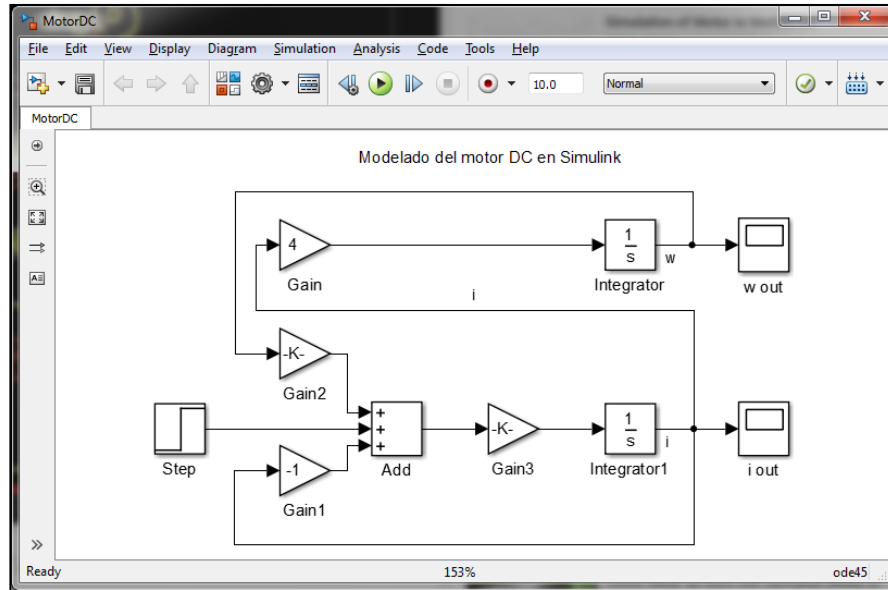 MotorDC
File Edit View Display Diagram Simulation Analysis Code Tools Help
10.0 Normal
MotorDC
Modelado del motor DC en Simulink
4
1
s
w
Gain
Integrator
w out
i
-K-
Gain2
+
+
+
-K-
1
s
i
Step
-1
Add
Gain3
Integrator1
i out
Gain1
Ready 153% ode45